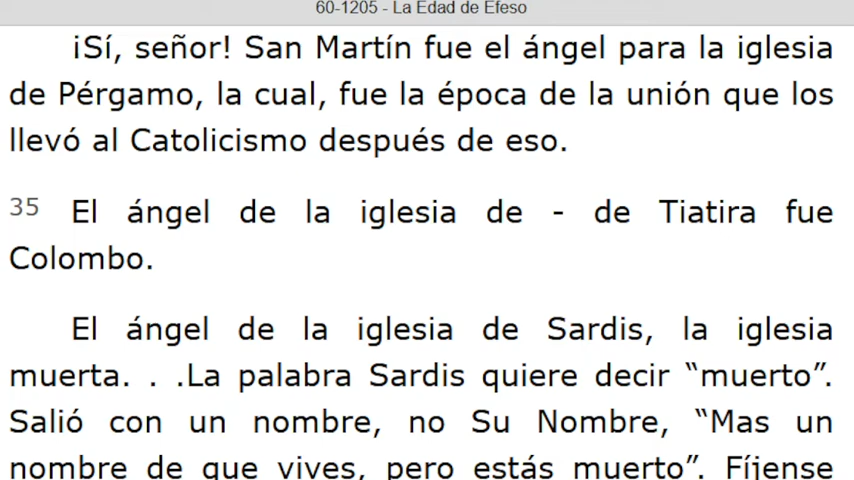 60-1205 - La Edad de Efeso
¡Sí, señor! San Martín fue el ángel para la iglesia
de Pérgamo, la cual, fue la época de la unión que los
llevó al Catolicismo después de eso.
35 El ángel de la iglesia de - de Tiatira fue
Colombo.
El ángel de la iglesia de Sardis, la iglesia
muerta. . .La palabra Sardis quiere decir “muerto”.
Salió con un nombre, no Su Nombre, “Mas un
nombre de que vives, pero estás muerto”. Fíjense